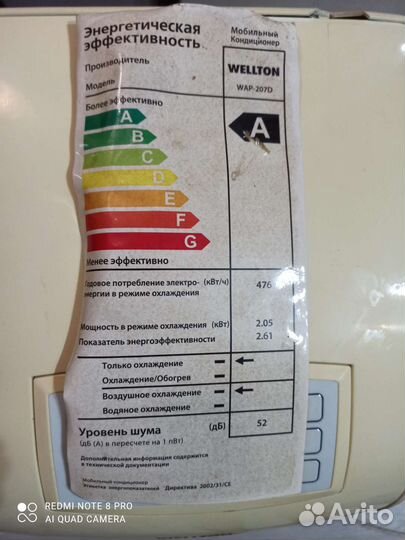 Энергетическая
эффективность
Мобильный
Кондиционер
Производитель
WELLTON
Модель
WAP-207D
Более эффективно
A
A
B
C
D
E
F
G
Менее эффективно
Годовое потребление электро- (кВт/ч) 476
энергии в режиме охлаждения
Мощность в режиме охлаждения (кВт) 2.05
Показатель энергоэффективности 2.61
Только охлаждение
Охлаждение/Обогрев
Воздушное охлаждение
Водяное охлаждение
Уровень шума (дБ) 52
(дБ (А) в пересчете на 1 пВт)
Дополнительная информация содержится
в технической документации
Мобильный кондиционер
Этикетка энергопоказателей Директива 2002/31/CE
REDMI NOTE 8 PRO
AI QUAD CAMERA
Avito